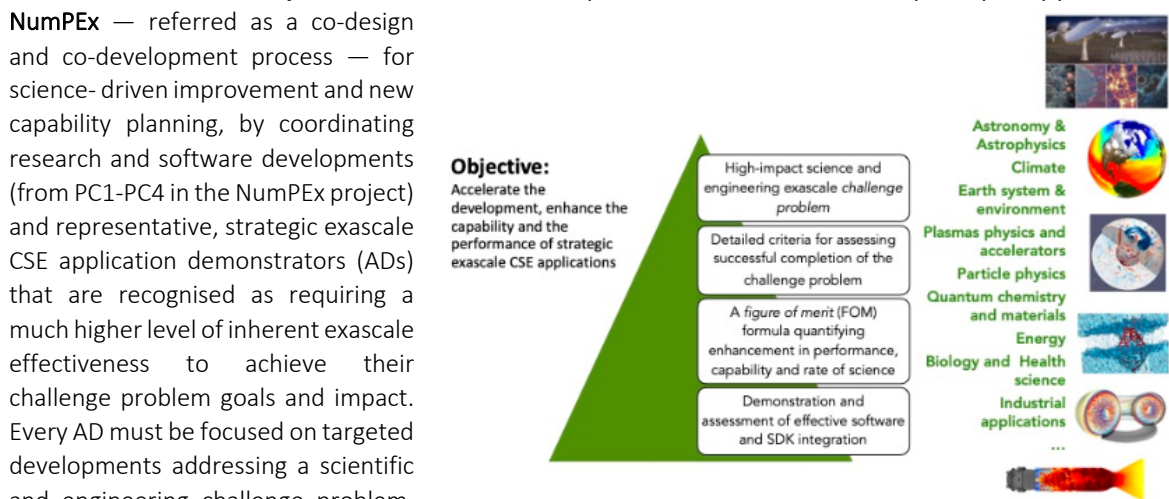 NumPEx — referred as a co-design
and co-development process — for
science- driven improvement and new
capability planning, by coordinating
research and software developments
(from PC1-PC4 in the NumPEx project)
and representative, strategic exascale
CSE application demonstrators (ADs)
that are recognised as requiring a
much higher level of inherent exascale
effectiveness to achieve their
challenge problem goals and impact.
Every AD must be focused on targeted
developments addressing a scientific
and engineering challenge problem
Objective:
Accelerate the
development, enhance the
capability and the
performance of strategic
exascale CSE applications
High-impact science and
engineering exascale challenge
problem
Detailed criteria for assessing
successful completion of the
challenge problem
A figure of merit (FOM)
formula quantifying
enhancement in performance,
capability and rate of science
Demonstration and
assessment of effective software
and SDK integration
Astronomy &
Astrophysics
Climate
Earth system &
environment
Plasmas physics and
accelerators
Particle physics
Quantum chemistry
and materials
Energy
Biology and Health
science
Industrial
applications
...